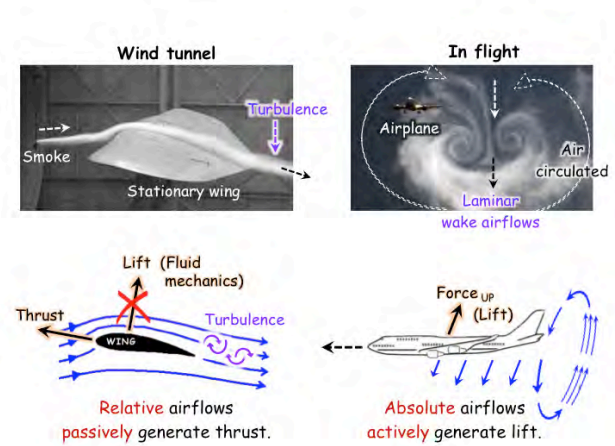 Wind tunnel
In flight
Turbulence
Smoke
Stationary wing
Airplane
Air
circulated
Laminar
wake airflows
Lift (Fluid
mechanics)
Thrust
Turbulence
WING
Relative airflows
passively generate thrust.
Force UP
(Lift)
Absolute airflows
actively generate lift.